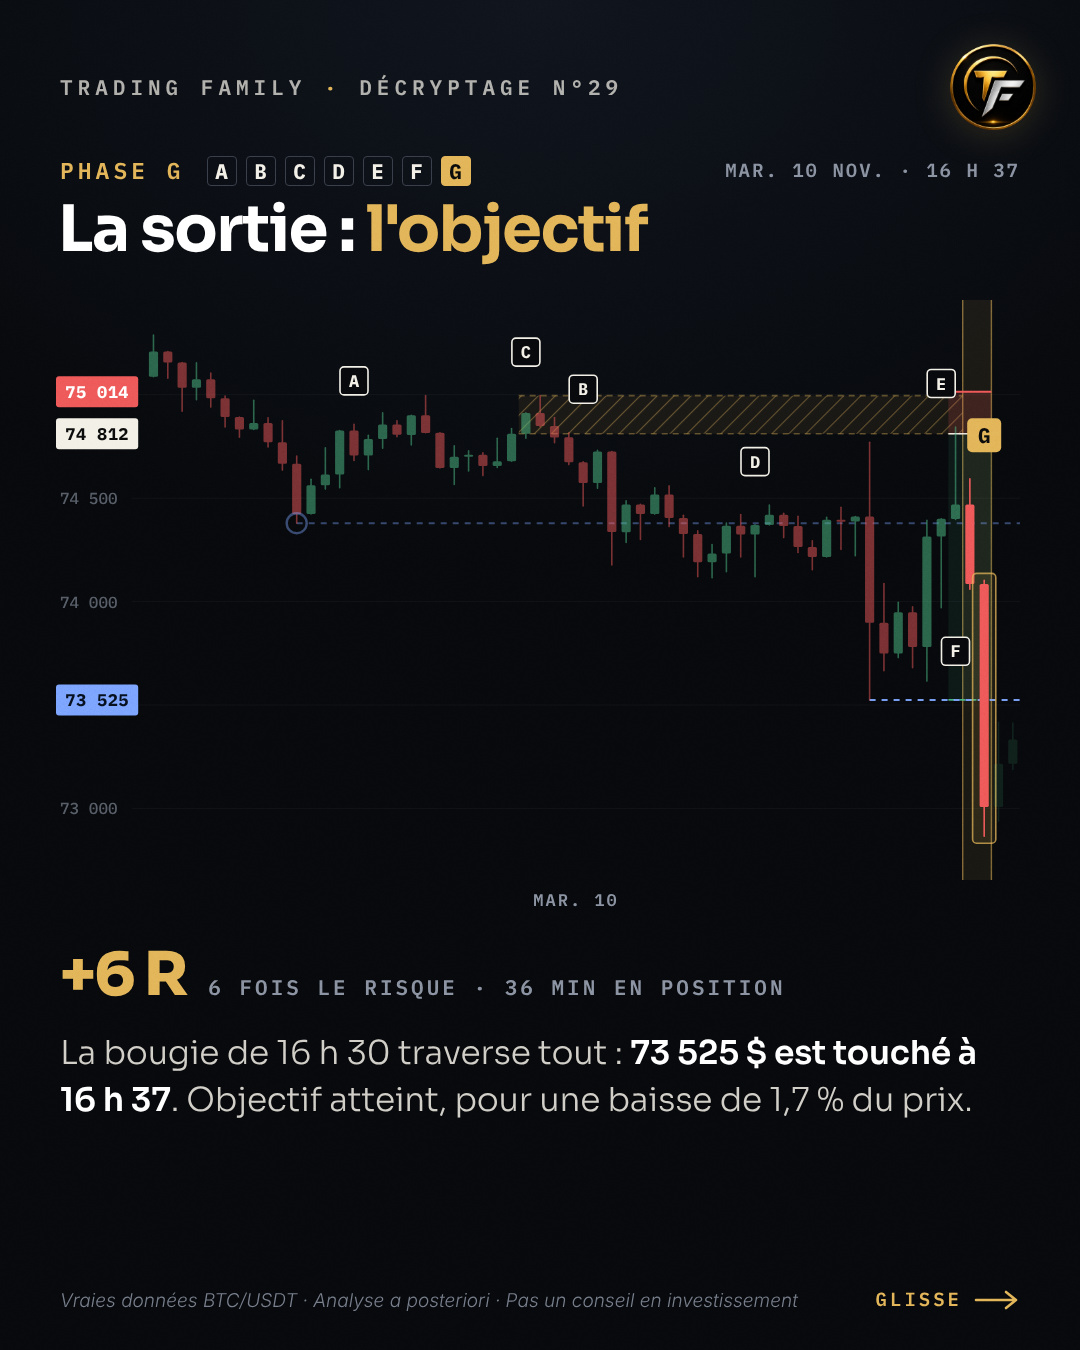 TRADING FAMILY · DÉCRYPTAGE N°29
TF
PHASE G A B C D E F G
MAR. 10 NOV. · 16 H 37
La sortie : l'objectif
C
A
B
E
75 014
74 812
G
D
74 500
74 000
F
73 525
73 000
MAR. 10
+6 R 6 FOIS LE RISQUE · 36 MIN EN POSITION
La bougie de 16 h 30 traverse tout : 73 525 $ est touché à
16 h 37. Objectif atteint, pour une baisse de 1,7 % du prix.
Vraies données BTC/USDT · Analyse a posteriori · Pas un conseil en investissement
GLISSE →